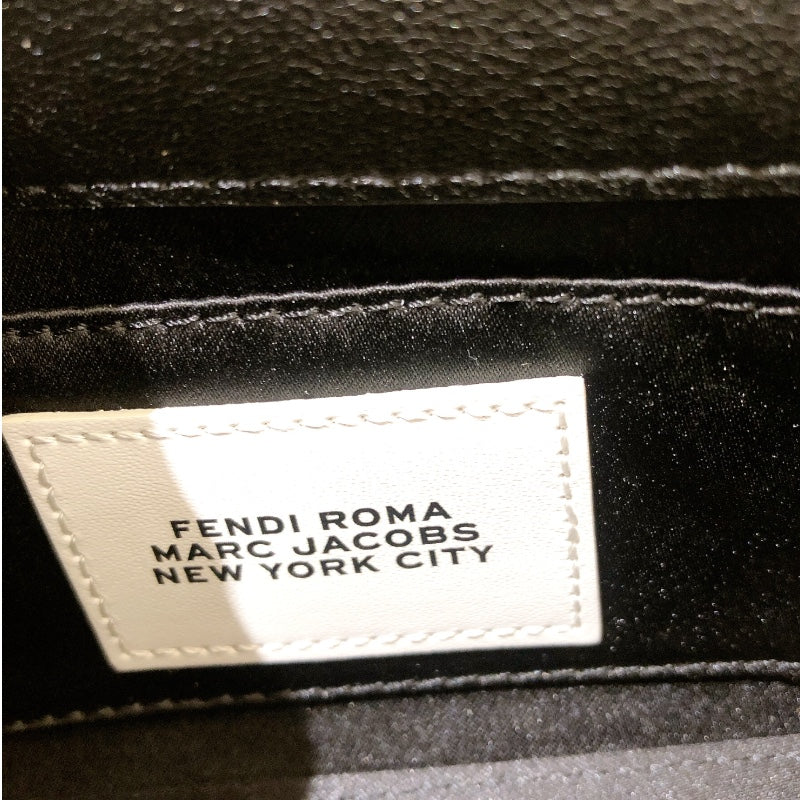 FENDI ROMA
MARC JACOBS
NEW YORK CITY